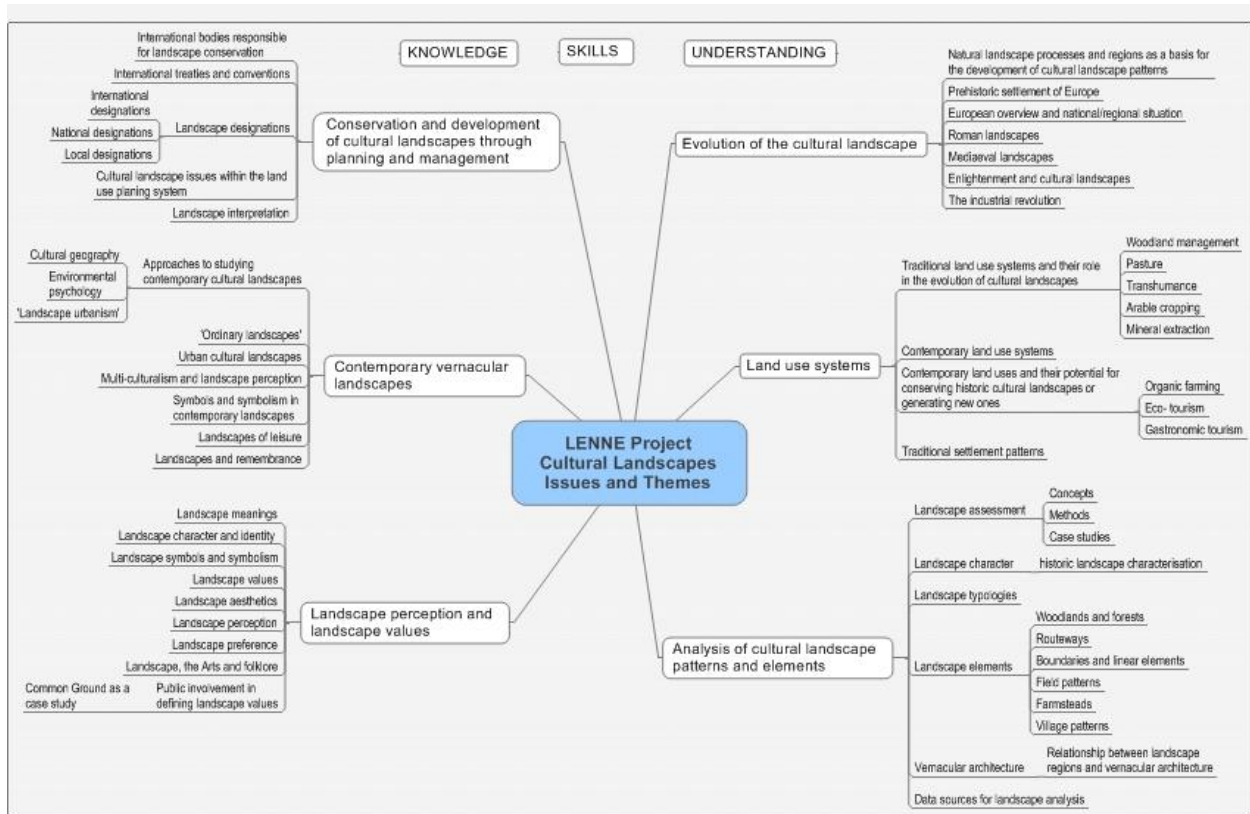 KNOWLEDGE
SKILLS
UNDERSTANDING
LENNE Project
Cultural Landscapes
Issues and Themes
Conservation and development
of cultural landscapes through
planning and management
International bodies responsible
for landscape conservation
International treaties and conventions
Landscape designations
International
designations
National designations
Local designations
Cultural landscape issues within the land
use planing system
Landscape interpretation
Contemporary vernacular
landscapes
Approaches to studying
contemporary cultural landscapes
Cultural geography
Environmental
psychology
'Landscape urbanism'
'Ordinary landscapes'
Urban cultural landscapes
Multi-culturalism and landscape perception
Symbols and symbolism in
contemporary landscapes
Landscapes of leisure
Landscapes and remembrance
Landscape perception and
landscape values
Landscape meanings
Landscape character and identity
Landscape symbols and symbolism
Landscape values
Landscape aesthetics
Landscape perception
Landscape preference
Landscape, the Arts and folklore
Public involvement in
defining landscape values
Common Ground as a
case study
Evolution of the cultural landscape
Natural landscape processes and regions as a basis for
the development of cultural landscape patterns
Prehistoric settlement of Europe
European overview and national/regional situation
Roman landscapes
Mediaeval landscapes
Enlightenment and cultural landscapes
The industrial revolution
Land use systems
Traditional land use systems and their role
in the evolution of cultural landscapes
Woodland management
Pasture
Transhumance
Arable cropping
Mineral extraction
Contemporary land use systems
Contemporary land uses and their potential for
conserving historic cultural landscapes or
generating new ones
Organic farming
Eco- tourism
Gastronomic tourism
Traditional settlement patterns
Analysis of cultural landscape
patterns and elements
Landscape assessment
Concepts
Methods
Case studies
Landscape character
historic landscape characterisation
Landscape typologies
Landscape elements
Woodlands and forests
Routeways
Boundaries and linear elements
Field patterns
Farmsteads
Village patterns
Vernacular architecture
Relationship between landscape
regions and vernacular architecture
Data sources for landscape analysis